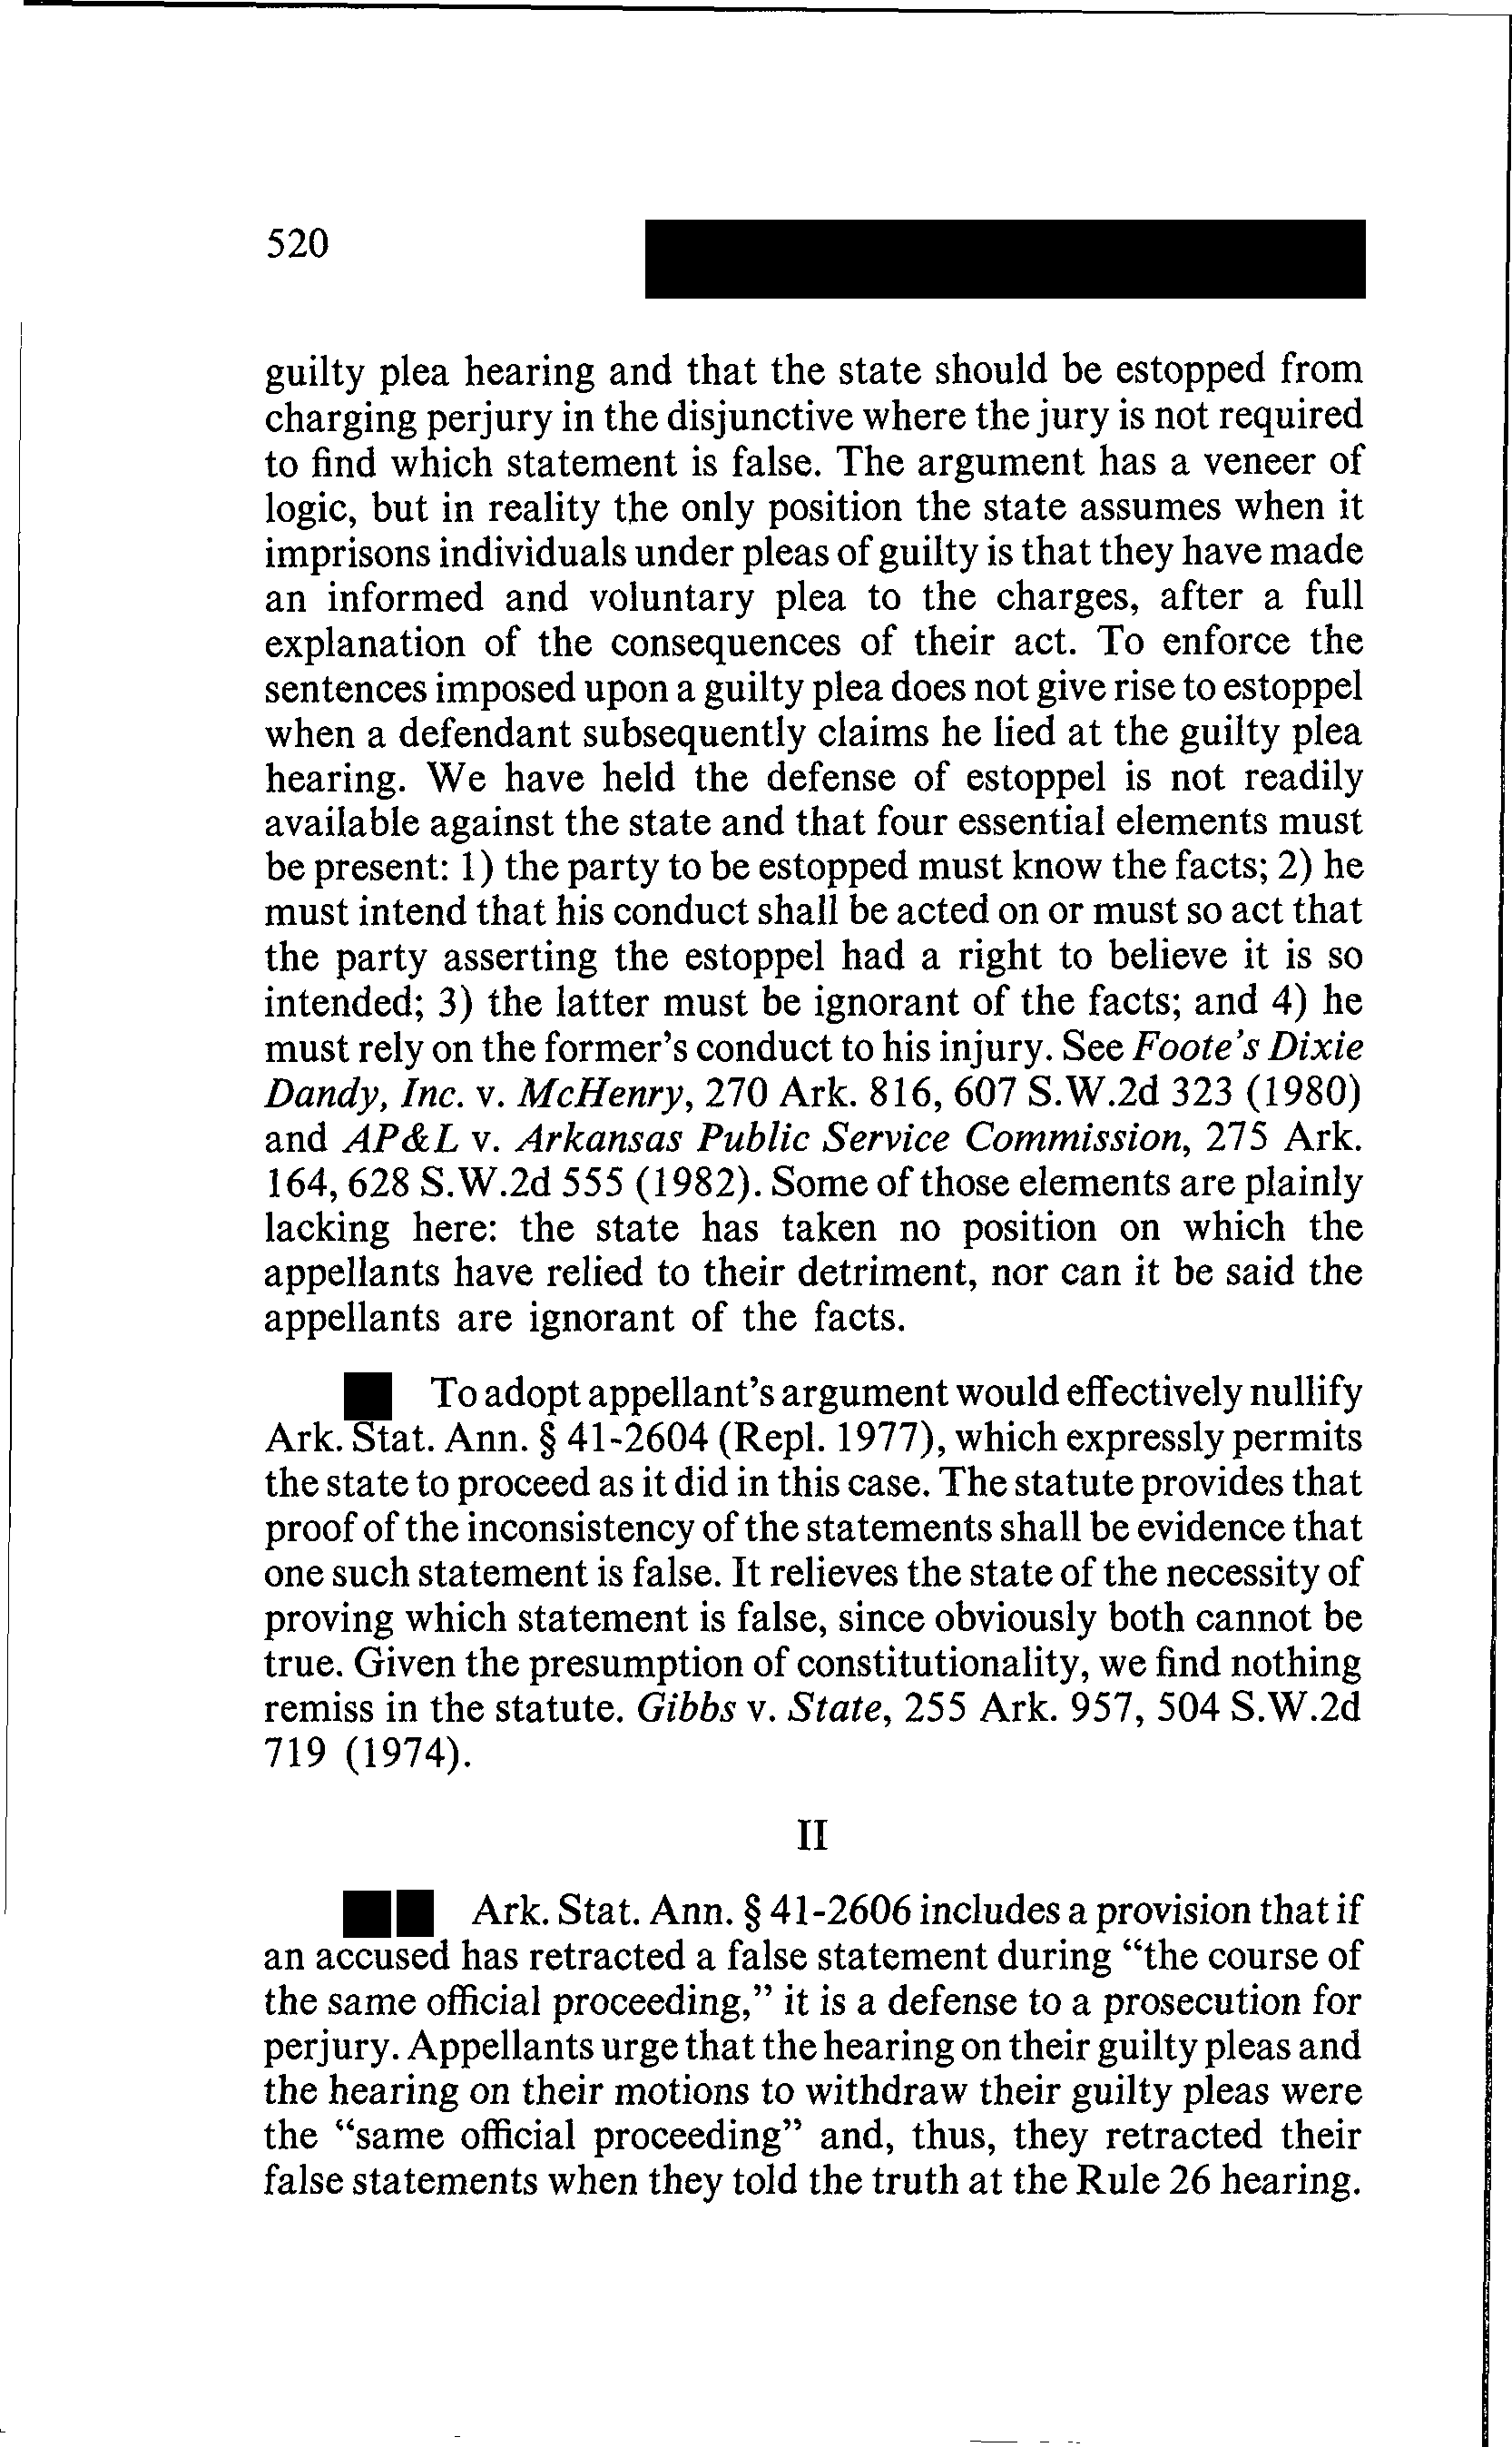 520
guilty plea hearing and that the state should be estopped from
charging perjury in the disjunctive where the jury is not required
to find which statement is false. The argument has a veneer of
logic, but in reality the only position the state assumes when it
imprisons individuals under pleas of guilty is that they have made
an informed and voluntary plea to the charges, after a full
explanation of the consequences of their act. To enforce the
sentences imposed upon a guilty plea does not give rise to estoppel
when a defendant subsequently claims he lied at the guilty plea
hearing. We have held the defense of estoppel is not readily
available against the state and that four essential elements must
be present: 1) the party to be estopped must know the facts; 2) he
must intend that his conduct shall be acted on or must so act that
the party asserting the estoppel had a right to believe it is so
intended; 3) the latter must be ignorant of the facts; and 4) he
must rely on the former's conduct to his injury. See Foote's Dixie
Dandy, Inc. v. McHenry, 270 Ark. 816, 607 S.W.2d 323 (1980)
and AP&L v. Arkansas Public Service Commission, 275 Ark.
164, 628 S.W.2d 555 (1982). Some of those elements are plainly
lacking here: the state has taken no position on which the
appellants have relied to their detriment, nor can it be said the
appellants are ignorant of the facts.
To adopt appellant's argument would effectively nullify
Ark. Stat. Ann. § 41-2604 (Repl. 1977), which expressly permits
the state to proceed as it did in this case. The statute provides that
proof of the inconsistency of the statements shall be evidence that
one such statement is false. It relieves the state of the necessity of
proving which statement is false, since obviously both cannot be
true. Given the presumption of constitutionality, we find nothing
remiss in the statute. Gibbs v. State, 255 Ark. 957, 504 S.W.2d
719 (1974).
II
Ark. Stat. Ann. § 41-2606 includes a provision that if
an accused has retracted a false statement during "the course of
the same official proceeding," it is a defense to a prosecution for
perjury. Appellants urge that the hearing on their guilty pleas and
the hearing on their motions to withdraw their guilty pleas were
the "same official proceeding" and, thus, they retracted their
false statements when they told the truth at the Rule 26 hearing.